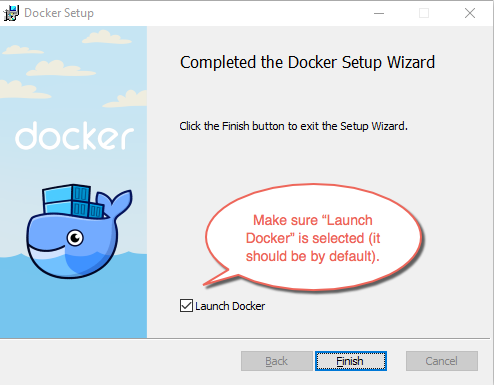 Docker Setup
Completed the Docker Setup Wizard
docker
Click the Finish button to exit the Setup Wizard.
Make sure “Launch
Docker” is selected (it
should be by default).
Launch Docker
Back
Finish
Cancel